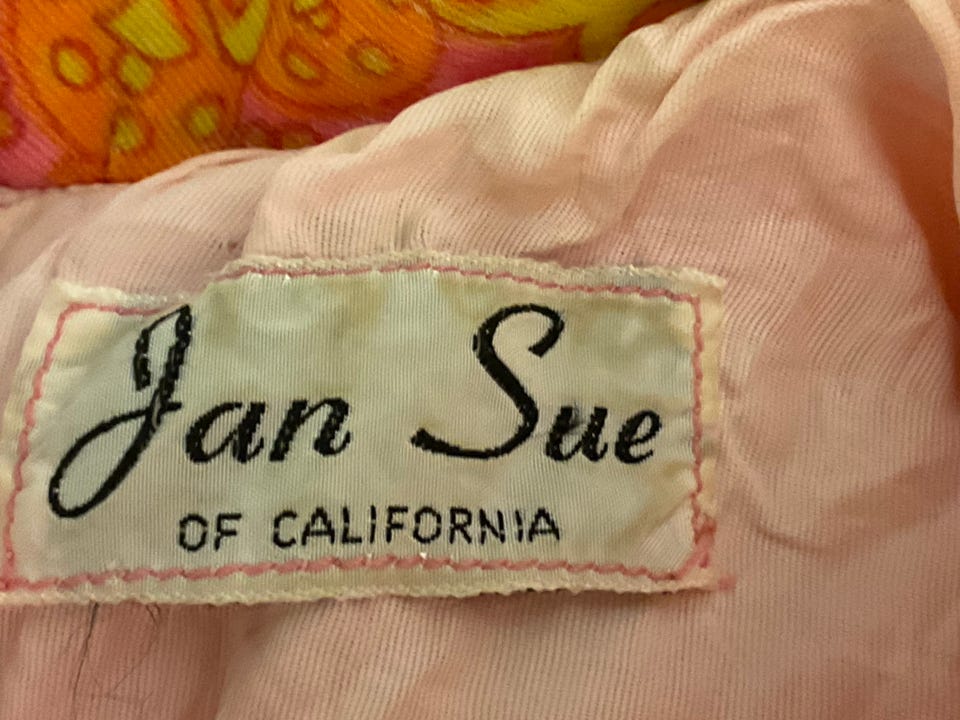 Jan Sue
OF CALIFORNIA